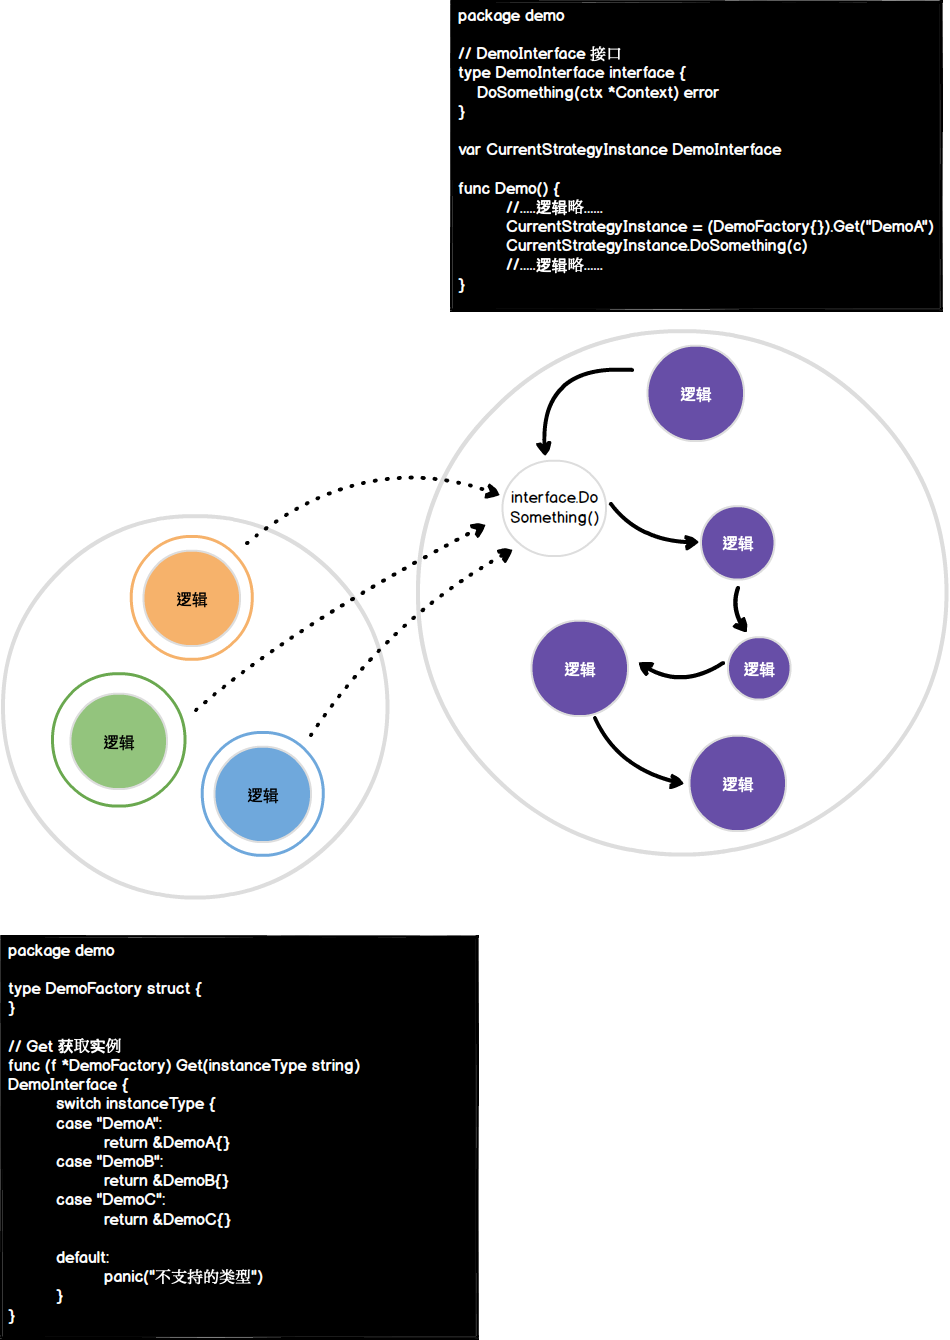 package demo
// DemoInterface 接口
type DemoInterface interface {
DoSomething(ctx *Context) error
}
var CurrentStrategyInstance DemoInterface
func Demo() {
//.....逻辑略......
CurrentStrategyInstance = (DemoFactory{}).Get("DemoA")
CurrentStrategyInstance.DoSomething(c)
//.....逻辑略......
}
逻辑
interface.Do
Something()
逻辑
逻辑
逻辑
逻辑
逻辑
逻辑
逻辑
package demo
type DemoFactory struct {
}
// Get 获取实例
func (f *DemoFactory) Get(instanceType string)
DemoInterface {
switch instanceType {
case "DemoA":
return &DemoA{}
case "DemoB":
return &DemoB{}
case "DemoC":
return &DemoC{}
default:
panic("不支持的类型")
}
}